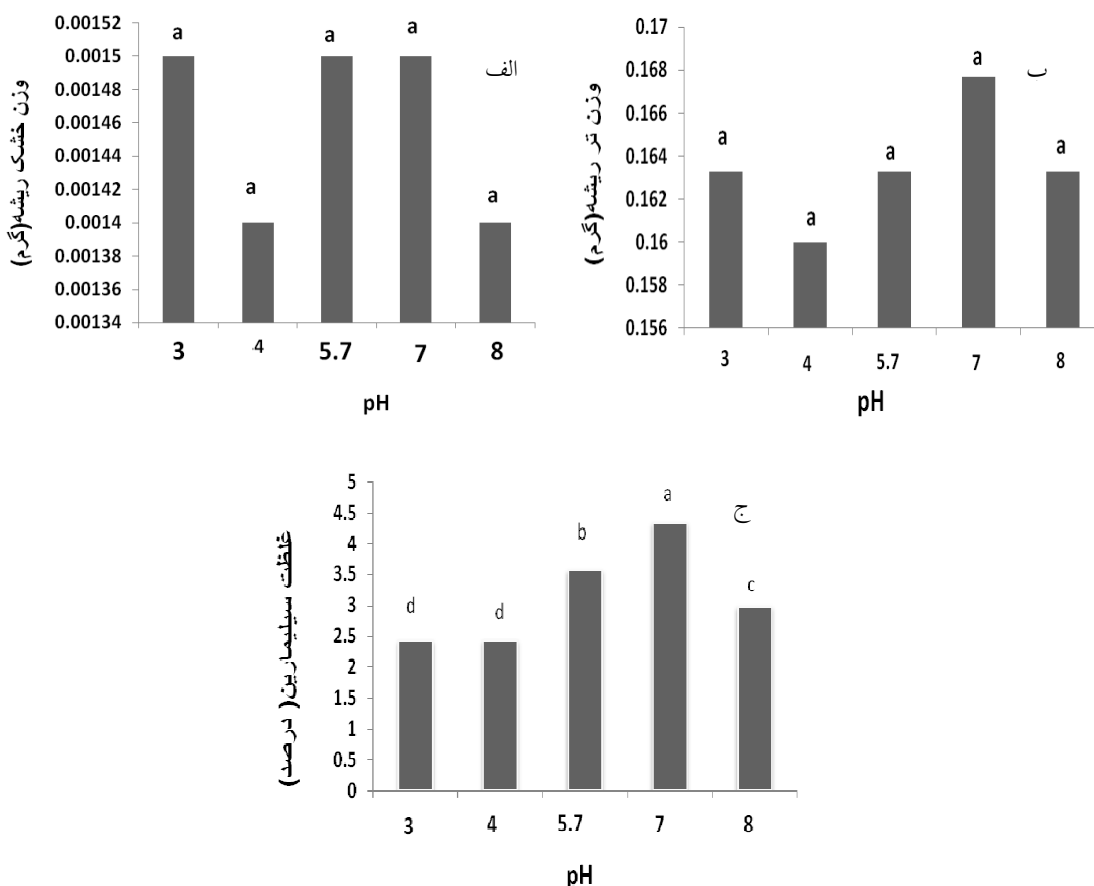 وزن خشک ریشه(گرم)
0.00152
0.0015
0.00148
0.00146
0.00144
0.00142
0.0014
0.00138
0.00136
0.00134
a
a
a
a
a
الف
3
4
5.7
7
8
pH
وزن تر ریشه(گرم)
0.17
0.168
0.166
0.164
0.162
0.16
0.158
0.156
a
a
a
a
a
ب
3
4
5.7
7
8
pH
غلظت سیلیمارین( درصد)
5
4.5
4
3.5
3
2.5
2
1.5
1
0.5
0
d
d
b
a
c
ج
3
4
5.7
7
8
pH